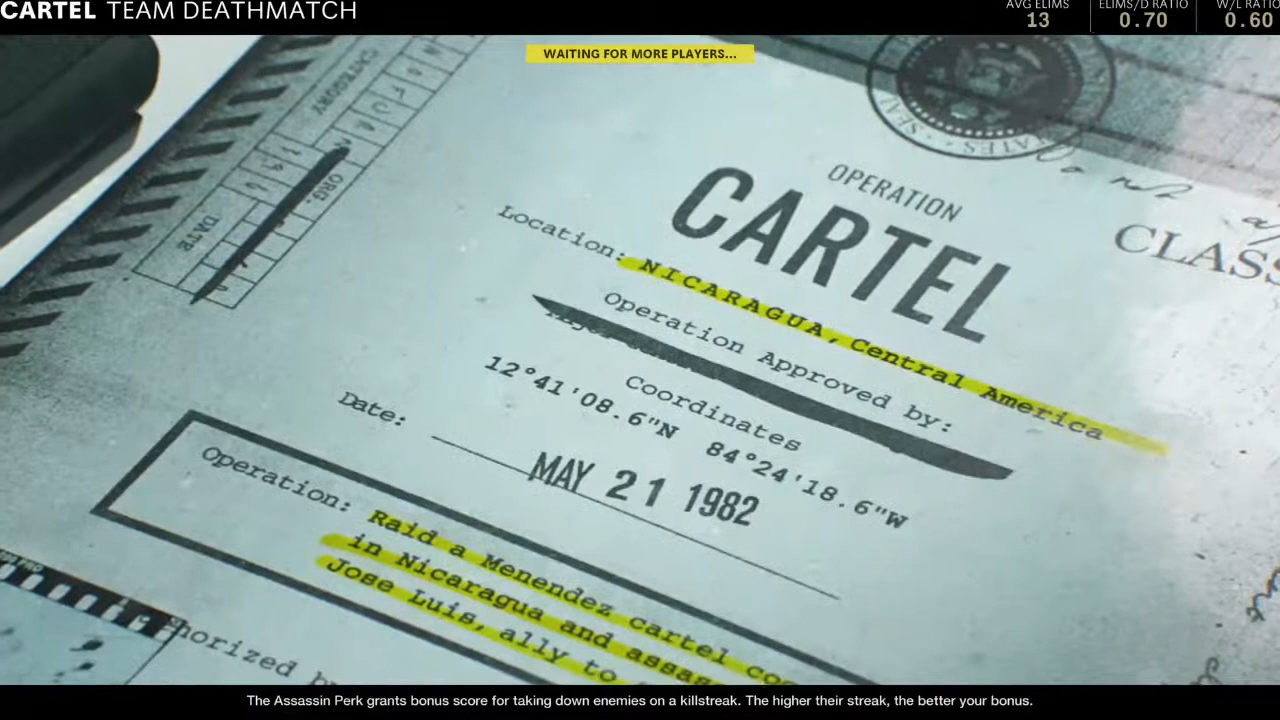 CARTEL TEAM DEATHMATCH
AVG ELIMS
13
ELIMS/D RATIO
0.70
W/L RATIO
0.60
WAITING FOR MORE PLAYERS...
CATEGORY
ORG.
DATE
SEAL
OPERATION
CARTEL
Location: NICARAGUA, Central America
Operation Approved by:
Coordinates
12°41'08.6"N 84°24'18.6"W
Date:
MAY 21 1982
Operation: Raid a Menendez cartel
in Nicaragua and
Jose Luis, ally to
The Assassin Perk grants bonus score for taking down enemies on a killstreak. The higher their streak, the better your bonus.